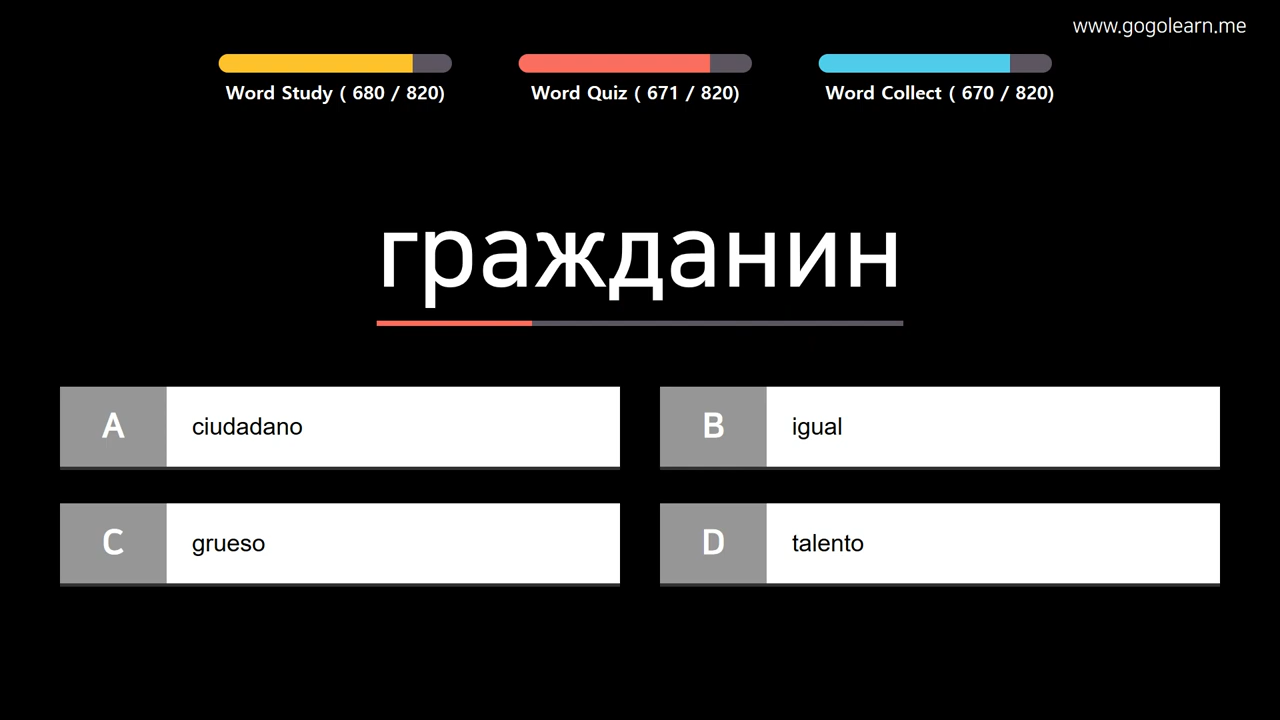 www.gogolearn.me
Word Study ( 680 / 820)
Word Quiz ( 671 / 820)
Word Collect ( 670 / 820)
гражданин
A ciudadano
B igual
C grueso
D talento